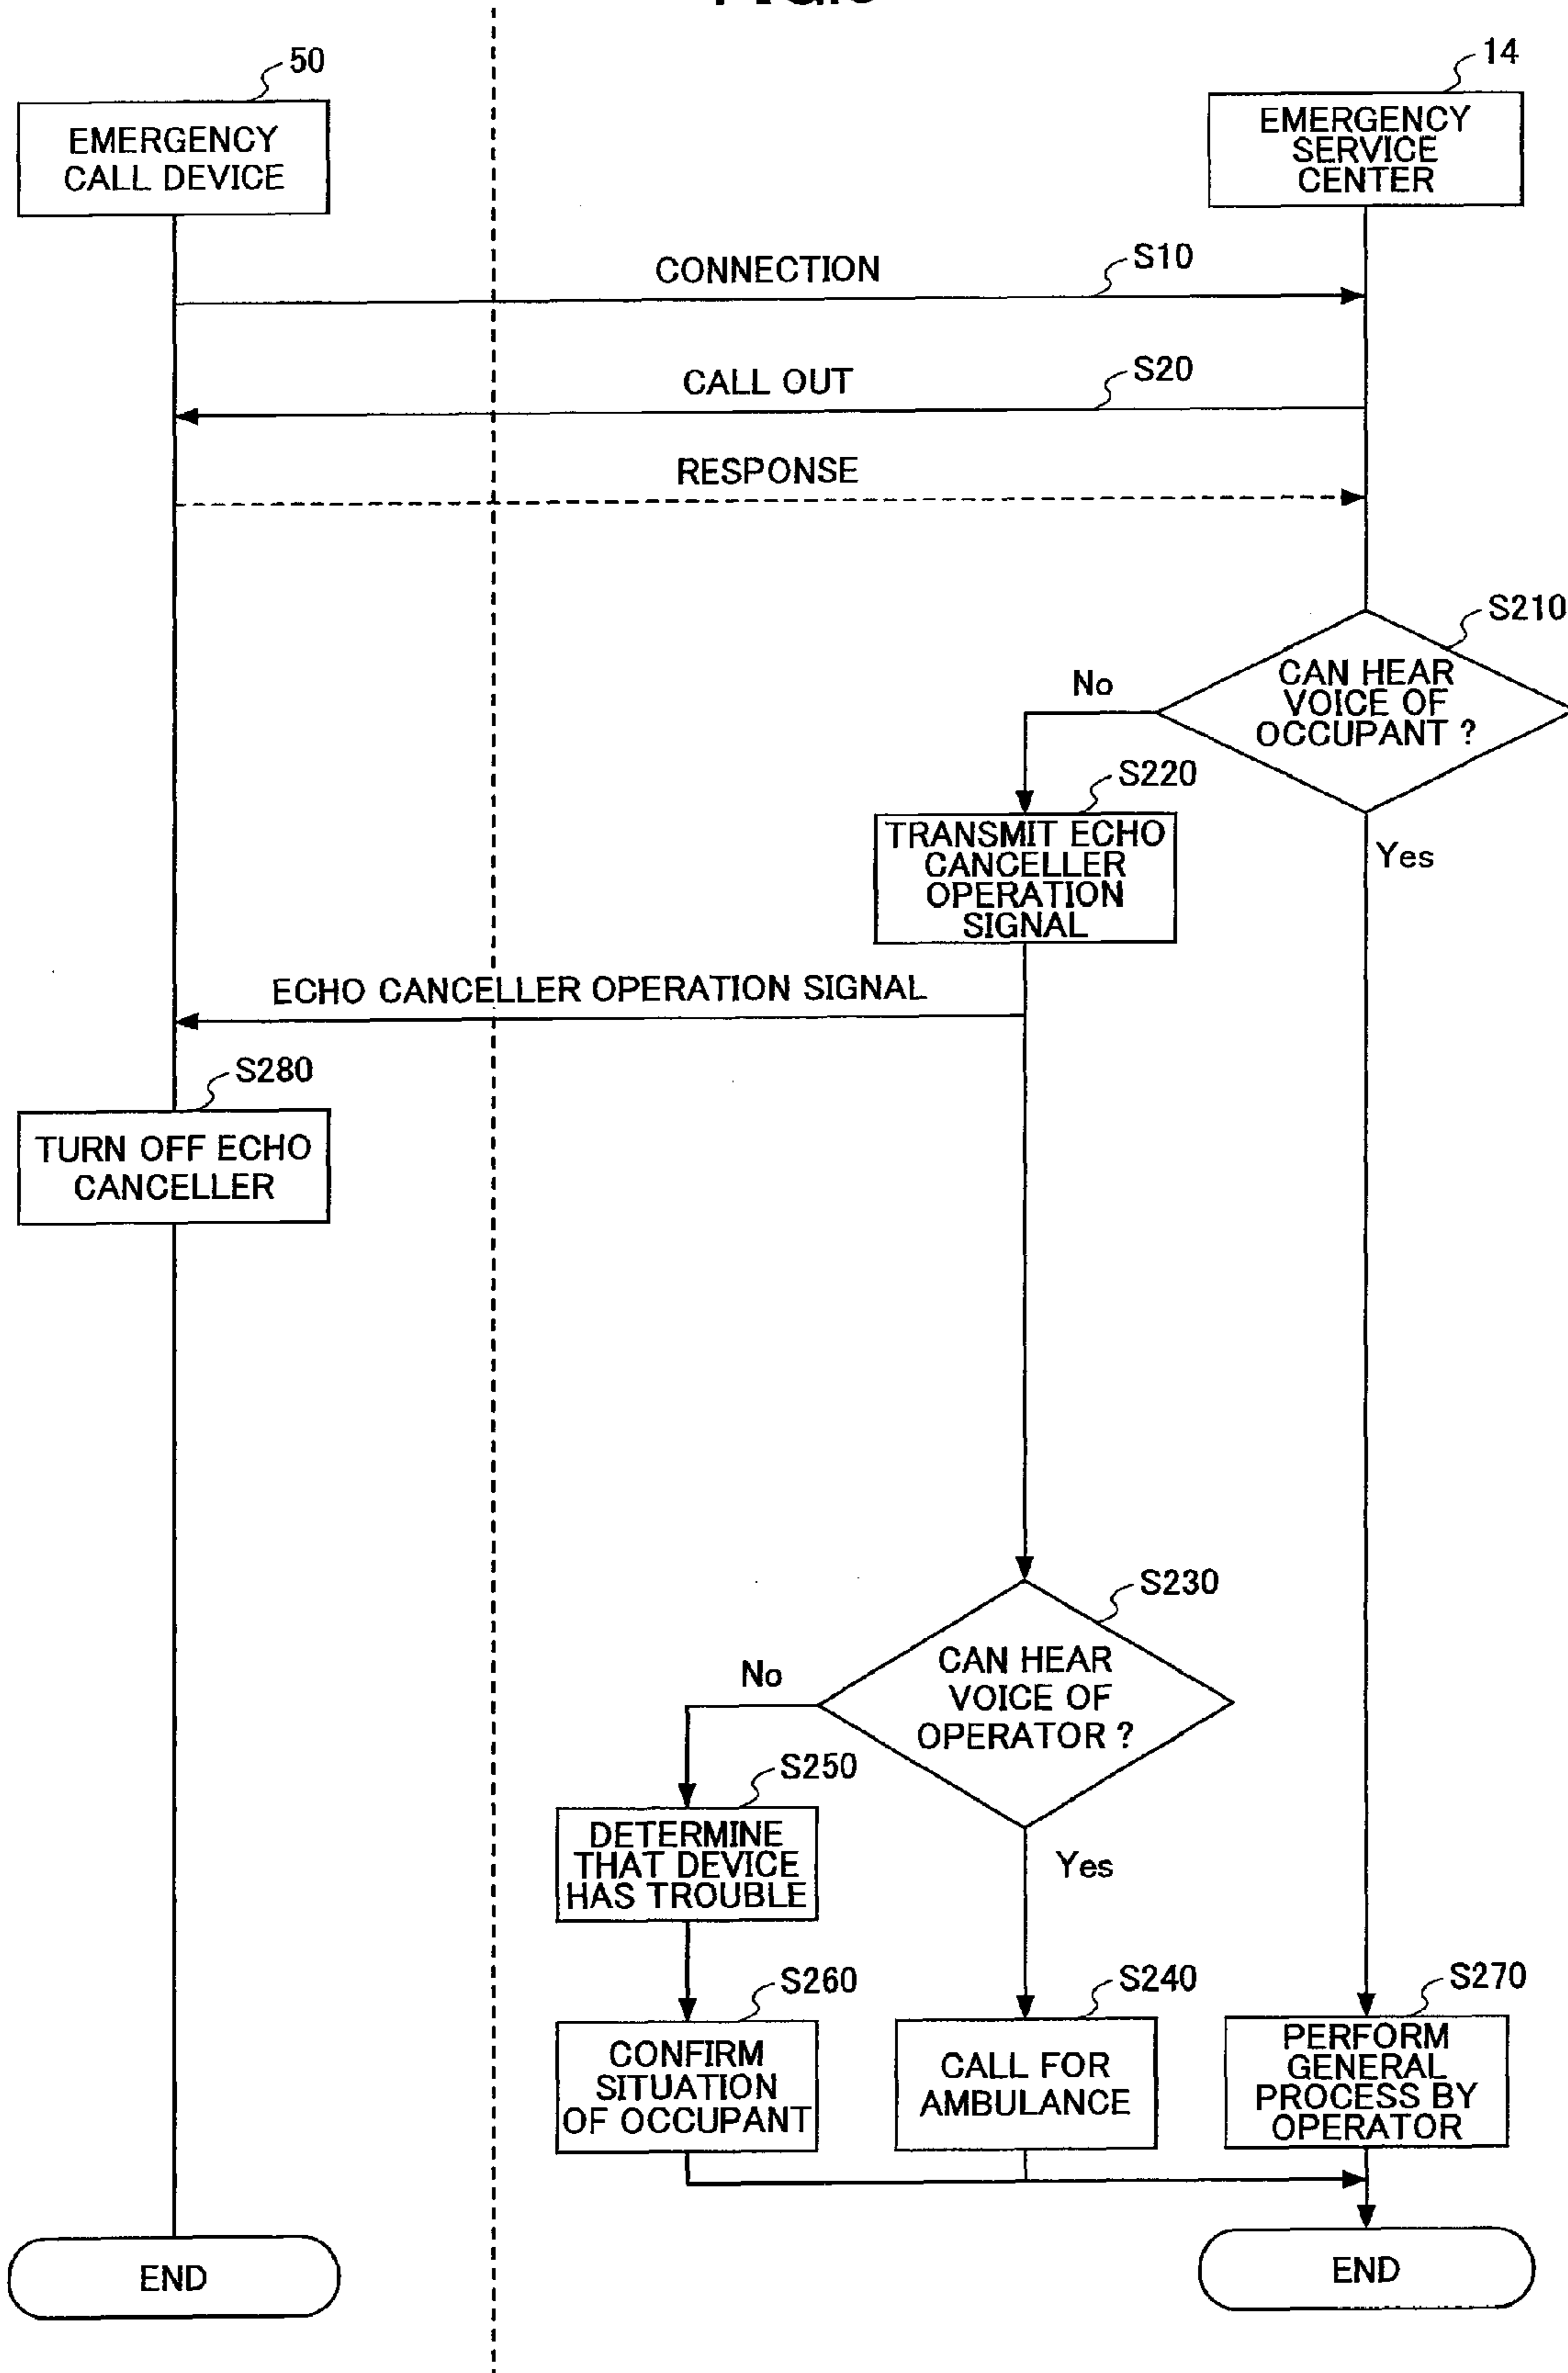 50
EMERGENCY
CALL DEVICE
14
EMERGENCY
SERVICE
CENTER
CONNECTION
S10
CALL OUT
S20
RESPONSE
S210
CAN HEAR
VOICE OF
OCCUPANT ?
No
Yes
S220
TRANSMIT ECHO
CANCELLER
OPERATION
SIGNAL
ECHO CANCELLER OPERATION SIGNAL
S280
TURN OFF ECHO
CANCELLER
S230
CAN HEAR
VOICE OF
OPERATOR ?
No
Yes
S250
DETERMINE
THAT DEVICE
HAS TROUBLE
S260
CONFIRM
SITUATION
OF OCCUPANT
S240
CALL FOR
AMBULANCE
S270
PERFORM
GENERAL
PROCESS BY
OPERATOR
END
END